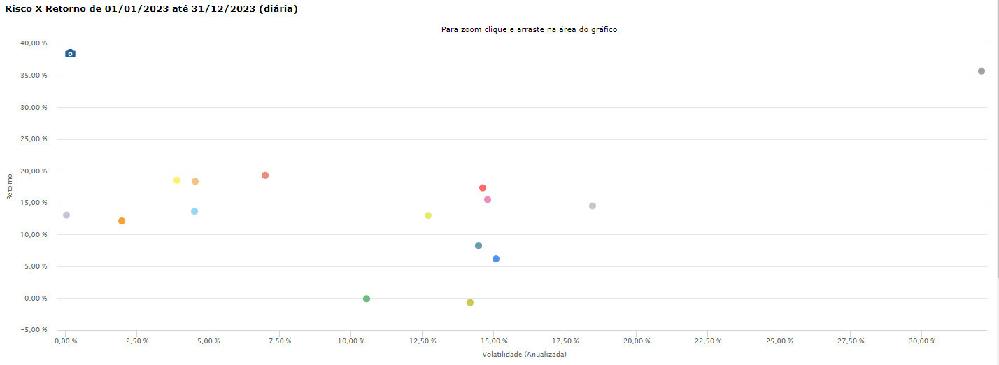 Risco X Retorno de 01/01/2023 até 31/12/2023 (diária)
Para zoom clique e arraste na área do gráfico
40,00 %
35,00 %
30,00 %
25,00 %
20,00 %
Retorno
15,00 %
10,00 %
5,00 %
0,00 %
−5,00 %
0,00 % 2,50 % 5,00 % 7,50 % 10,00 % 12,50 % 15,00 % 17,50 % 20,00 % 22,50 % 25,00 % 27,50 % 30,00 %
Volatilidade (Anualizada)